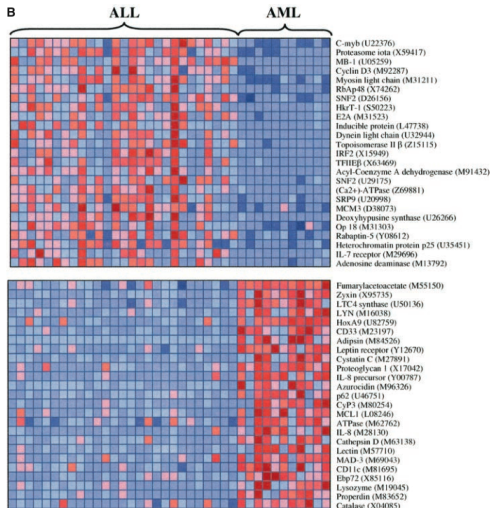 B
ALL
AML
C-myb (U22376)
Proteasome iota (X59417)
MB-1 (U05259)
Cyclin D3 (M92287)
Myosin light chain (M31211)
RbAp48 (X74262)
SNF2 (D26156)
HkrT-1 (S50223)
E2A (M31523)
Inducible protein (L47738)
Dynein light chain (U32944)
Topoisomerase II β (Z15115)
IRF2 (X15949)
TFIIEβ (X63469)
Acyl-Coenzyme A dehydrogenase (M91432)
SNF2 (U29175)
(Ca2+)-ATPase (Z69881)
SRP9 (U20998)
MCM3 (D38073)
Deoxyhypusine synthase (U26266)
Op 18 (M31303)
Rabaptin-5 (Y08612)
Heterochromatin protein p25 (U35451)
IL-7 receptor (M29696)
Adenosine deaminase (M13792)
Fumarylacetoacetate (M55150)
Zyxin (X95735)
LTC4 synthase (U50136)
LYN (M16038)
HoxA9 (U82759)
CD33 (M23197)
Adipsin (M84526)
Leptin receptor (Y12670)
Cystatin C (M27891)
Proteoglycan 1 (X17042)
IL-8 precursor (Y00787)
Azurocidin (M96326)
p62 (U46751)
CyP3 (M80254)
MCL1 (L08246)
ATPase (M62762)
IL-8 (M28130)
Cathepsin D (M63138)
Lectin (M57710)
MAD-3 (M69043)
CD11c (M81695)
Ebp72 (X85116)
Lysozyme (M19045)
Properdin (M83652)
Catalase (X04085)